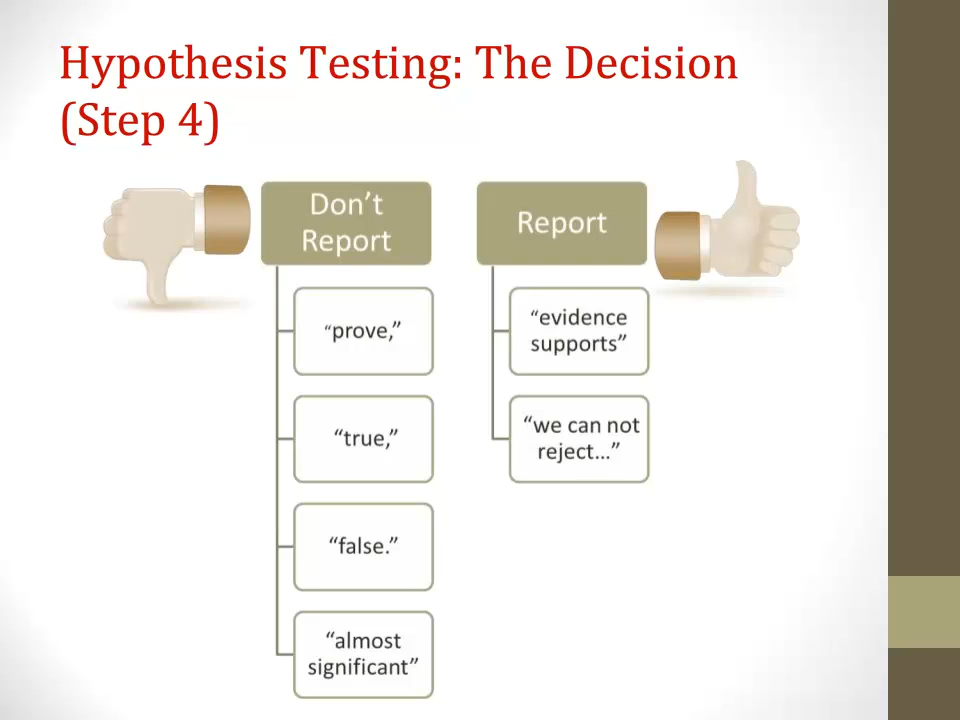 Hypothesis Testing: The Decision
(Step 4)
Don’t
Report
“prove,”
“true,”
“false.”
“almost
significant”
Report
“evidence
supports”
“we can not
reject…”